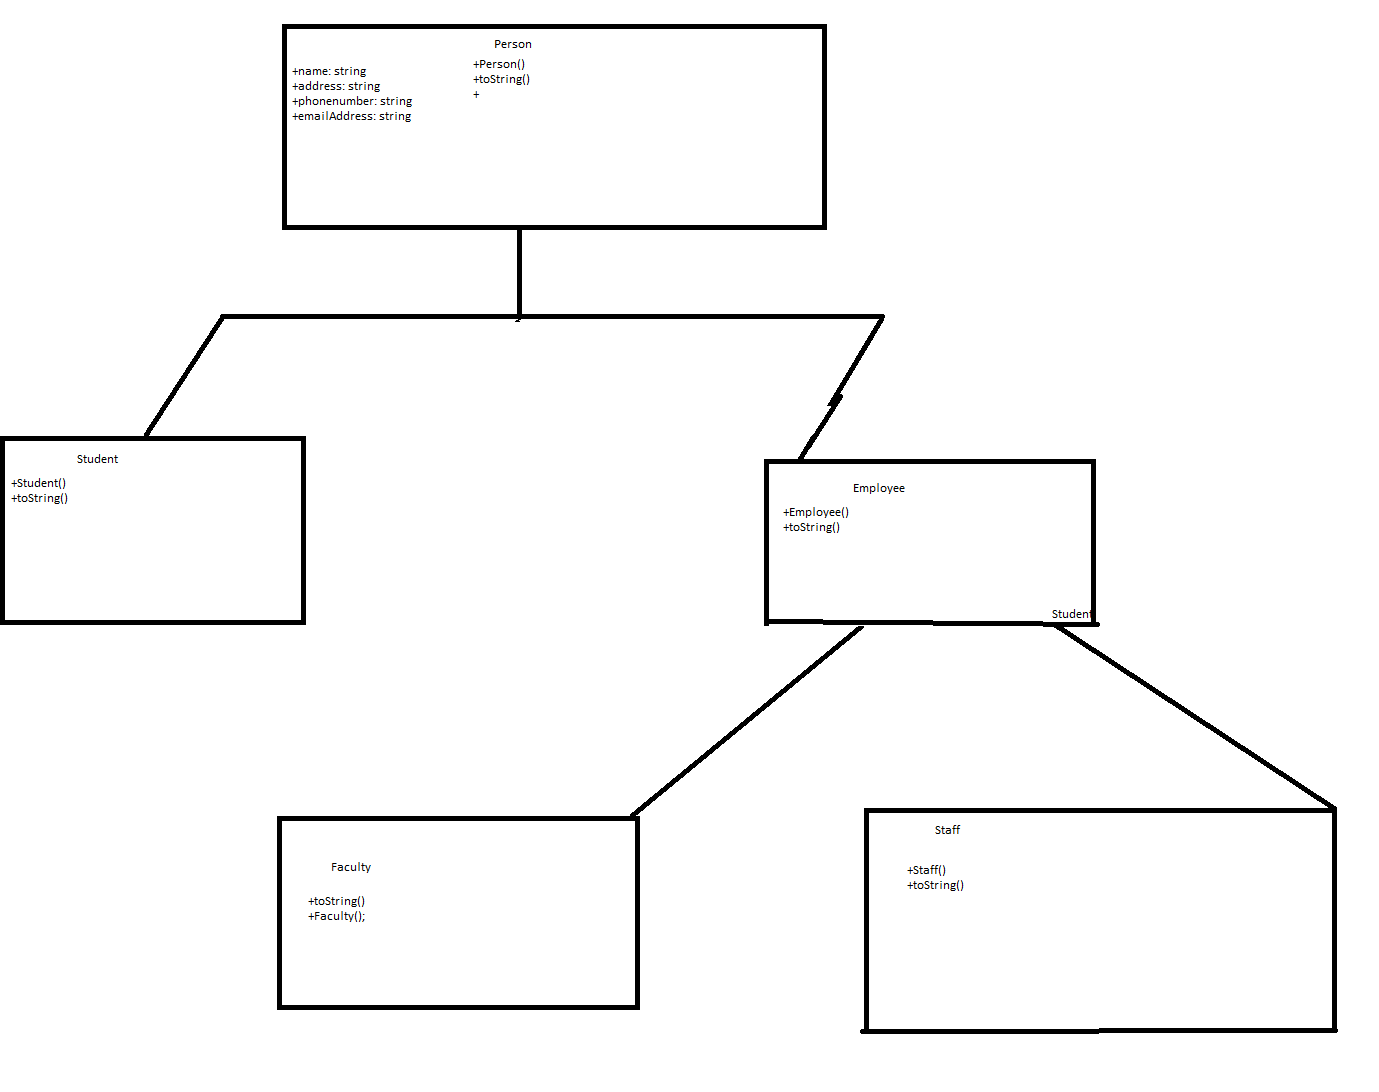 Person
+name: string
+address: string
+phonenumber: string
+emailAddress: string
+Person()
+toString()
+
Student
+Student()
+toString()
Employee
+Employee()
+toString()
Student
Faculty
+toString()
+Faculty();
Staff
+Staff()
+toString()